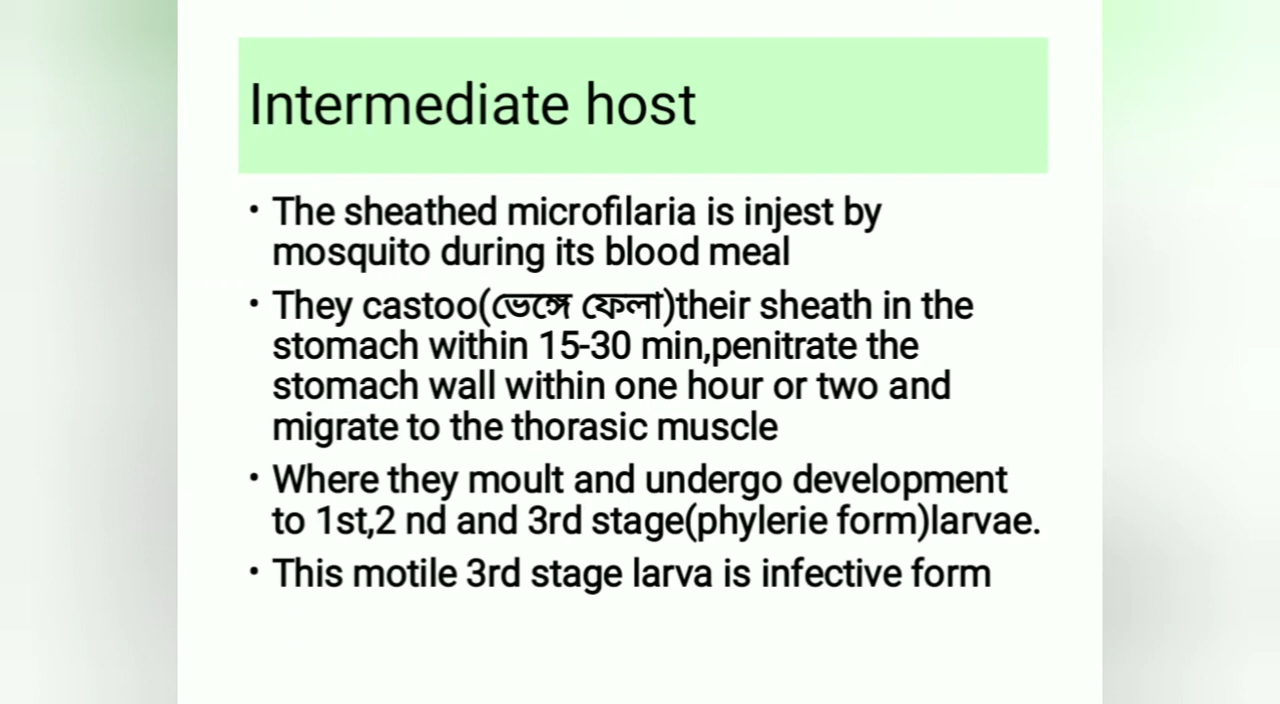 Intermediate host
• The sheathed microfilaria is injest by
mosquito during its blood meal
• They castoo(ভেঙ্গে ফেলা)their sheath in the
stomach within 15-30 min,penitrate the
stomach wall within one hour or two and
migrate to the thorasic muscle
• Where they moult and undergo development
to 1st,2 nd and 3rd stage(phylerie form)larvae.
• This motile 3rd stage larva is infective form